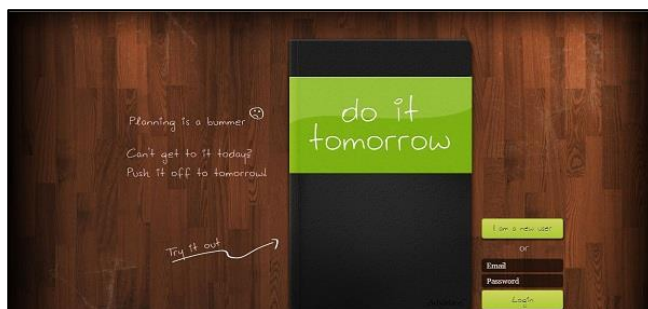 Planning is a bummer
Can't get to it today?
Push it off to tomorrow!
Try it out
do it
tomorrow
I am a new user
or
Email
Password
Login